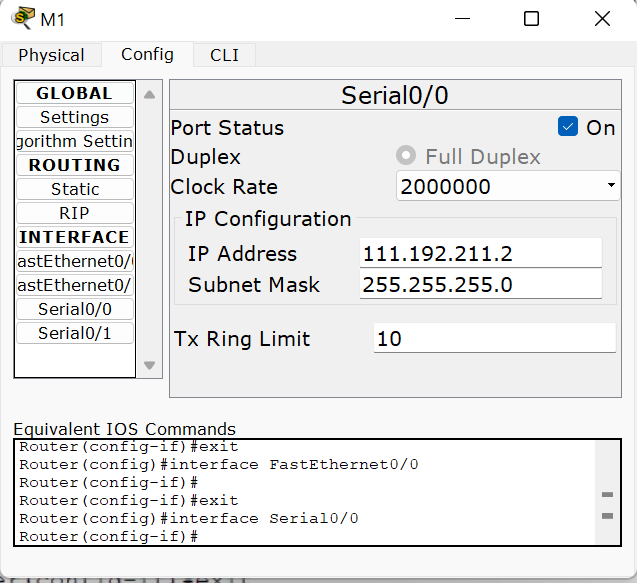 M1
Physical
Config
CLI
GLOBAL
Settings
gorithm Settin
ROUTING
Static
RIP
INTERFACE
astEthernet0/(
astEthernet0/
Serial0/0
Serial0/1
Serial0/0
Port Status
On
Duplex
Full Duplex
Clock Rate
2000000
IP Configuration
IP Address
111.192.211.2
Subnet Mask
255.255.255.0
Tx Ring Limit
10
Equivalent IOS Commands
Router(config-if)#exit
Router(config)#interface FastEthernet0/0
Router(config-if)#
Router(config-if)#exit
Router(config)#interface Serial0/0
Router(config-if)#